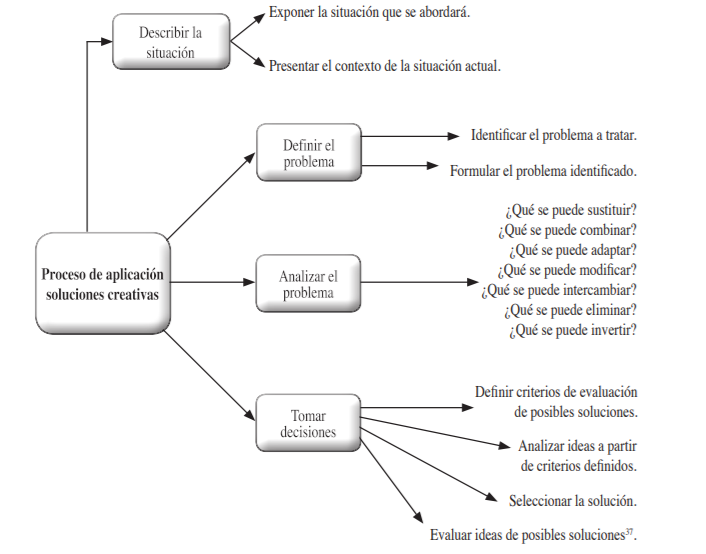 Describir la
situación
Exponer la situación que se abordará.
Presentar el contexto de la situación actual.
Definir el
problema
Identificar el problema a tratar.
Formular el problema identificado.
Proceso de aplicación
soluciones creativas
Analizar el
problema
¿Qué se puede sustituir?
¿Qué se puede combinar?
¿Qué se puede adaptar?
¿Qué se puede modificar?
¿Qué se puede intercambiar?
¿Qué se puede eliminar?
¿Qué se puede invertir?
Tomar
decisiones
Definir criterios de evaluación
de posibles soluciones.
Analizar ideas a partir
de criterios definidos.
Seleccionar la solución.
Evaluar ideas de posibles soluciones³⁷.